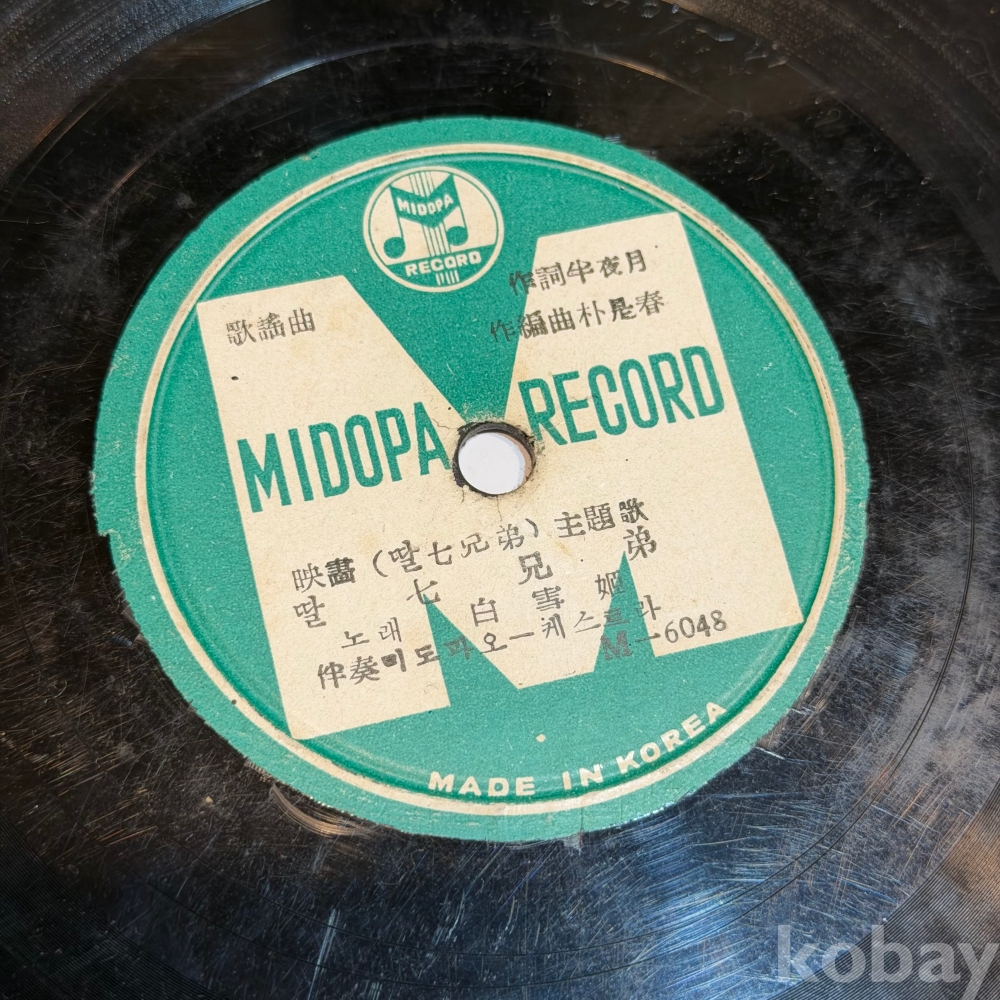 MIDOPA
RECORD
作詞半夜月
歌謠曲
作編曲朴是春
MIDOPA RECORD
映畵(딸七兄弟)主題歌
딸七兄弟
노래 白雪姬
伴奏미도파오ー케스트라
M-6048
MADE IN KOREA
kobay